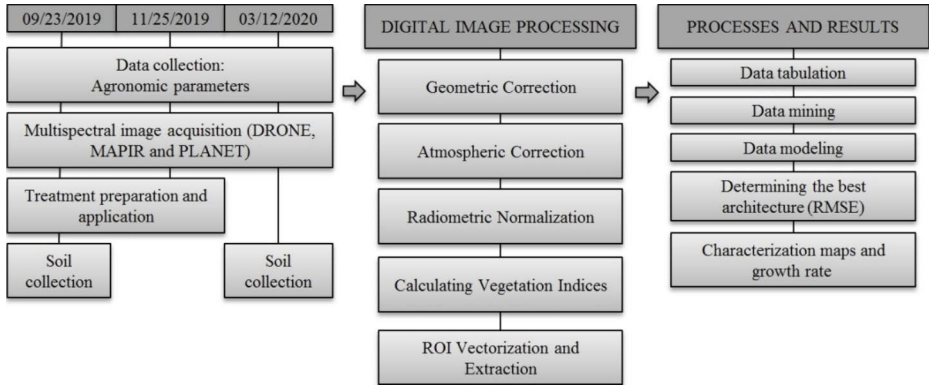 09/23/2019
11/25/2019
03/12/2020
Data collection:
Agronomic parameters
Multispectral image acquisition (DRONE,
MAPIR and PLANET)
Treatment preparation and
application
Soil
collection
Soil
collection
DIGITAL IMAGE PROCESSING
Geometric Correction
Atmospheric Correction
Radiometric Normalization
Calculating Vegetation Indices
ROI Vectorization and
Extraction
PROCESSES AND RESULTS
Data tabulation
Data mining
Data modeling
Determining the best
architecture (RMSE)
Characterization maps and
growth rate